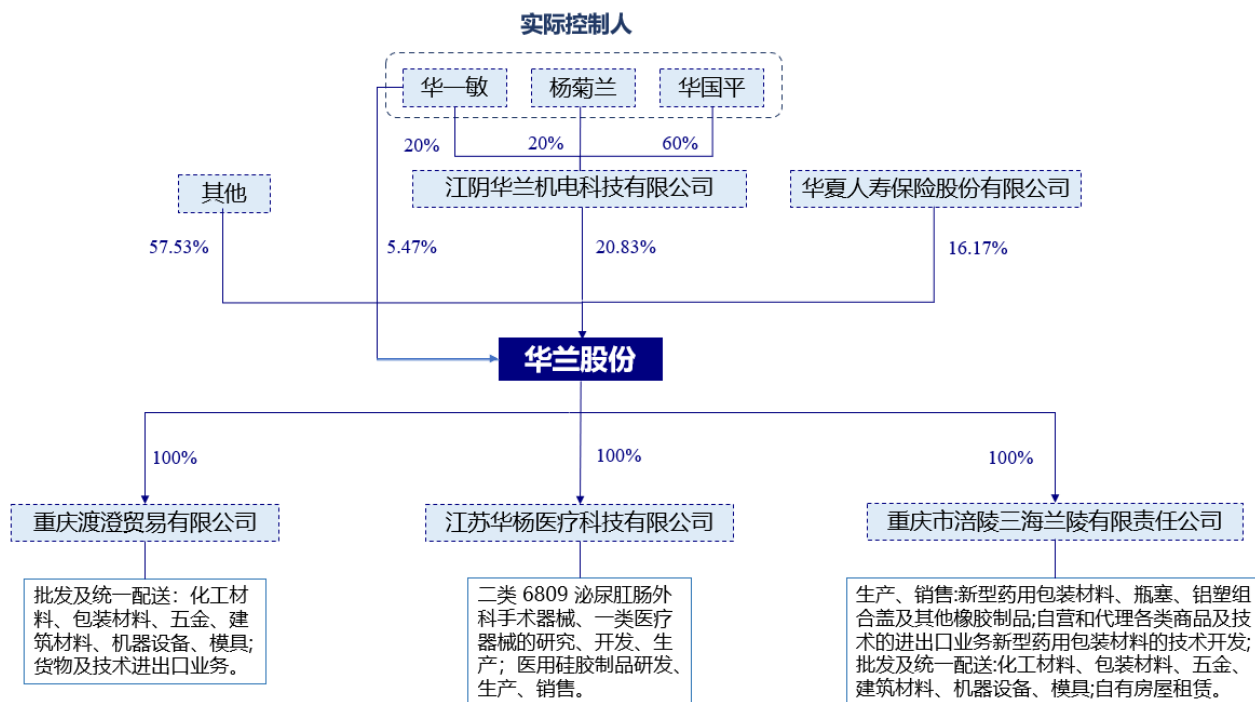 实际控制人
华一敏
杨菊兰
华国平
20%
20%
60%
其他
江阴华兰机电科技有限公司
华夏人寿保险股份有限公司
57.53%
5.47%
20.83%
16.17%
华兰股份
100%
100%
100%
重庆渡澄贸易有限公司
江苏华杨医疗科技有限公司
重庆市涪陵三海兰陵有限责任公司
批发及统一配送：化工材
料、包装材料、五金、建
筑材料、机器设备、模具;
货物及技术进出口业务。
二类 6809 泌尿肛肠外
科手术器械、一类医疗
器械的研究、开发、生
产；医用硅胶制品研发、
生产、销售。
生产、销售:新型药用包装材料、瓶塞、铝塑组
合盖及其他橡胶制品;自营和代理各类商品及技
术的进出口业务新型药用包装材料的技术开发;
批发及统一配送:化工材料、包装材料、五金、
建筑材料、机器设备、模具;自有房屋租赁。